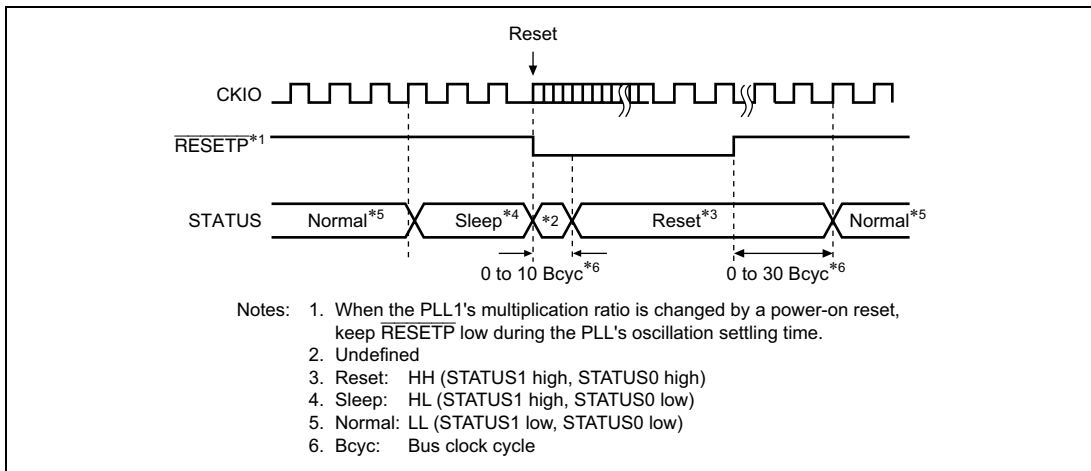 Reset
CKIO
RESETP*1
STATUS Normal*5 Sleep*4 *2 Reset*3 Normal*5
0 to 10 Bcyc*6 0 to 30 Bcyc*6
Notes: 1. When the PLL1's multiplication ratio is changed by a power-on reset,
keep RESETP low during the PLL's oscillation settling time.
2. Undefined
3. Reset: HH (STATUS1 high, STATUS0 high)
4. Sleep: HL (STATUS1 high, STATUS0 low)
5. Normal: LL (STATUS1 low, STATUS0 low)
6. Bcyc: Bus clock cycle